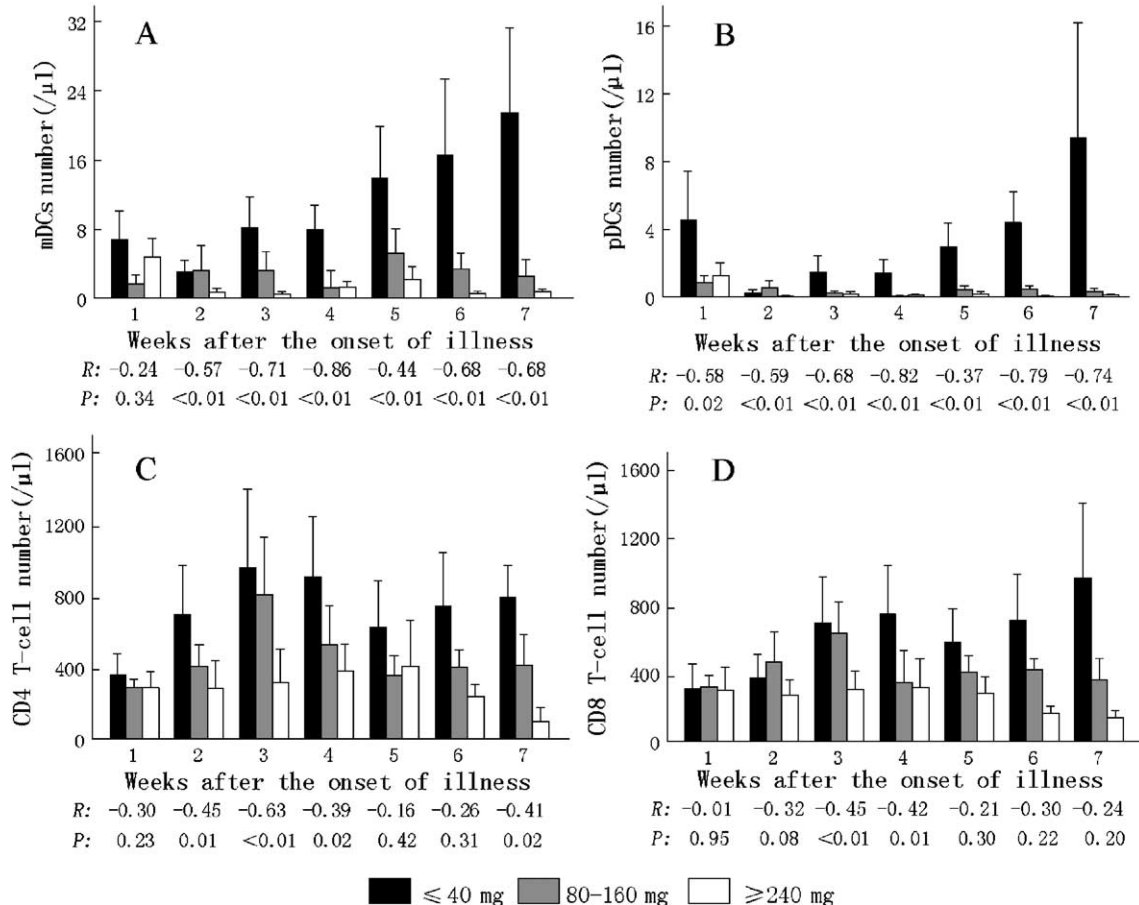 A
mDCs number(/μl)
32
24
16
8
0
1 2 3 4 5 6 7
Weeks after the onset of illness
R: -0.24 -0.57 -0.71 -0.86 -0.44 -0.68 -0.68
P: 0.34 <0.01 <0.01 <0.01 <0.01 <0.01 <0.01
B
pDCs number(/μl)
16
12
8
4
0
1 2 3 4 5 6 7
Weeks after the onset of illness
R: -0.58 -0.59 -0.68 -0.82 -0.37 -0.79 -0.74
P: 0.02 <0.01 <0.01 <0.01 <0.01 <0.01 <0.01
C
CD4 T-cell number(/μl)
1600
1200
800
400
0
1 2 3 4 5 6 7
Weeks after the onset of illness
R: -0.30 -0.45 -0.63 -0.39 -0.16 -0.26 -0.41
P: 0.23 0.01 <0.01 0.02 0.42 0.31 0.02
D
CD8 T-cell number(/μl)
1600
1200
800
400
0
1 2 3 4 5 6 7
Weeks after the onset of illness
R: -0.01 -0.32 -0.45 -0.42 -0.21 -0.30 -0.24
P: 0.95 0.08 <0.01 0.01 0.30 0.22 0.20
≤40 mg 80-160 mg ≥240 mg